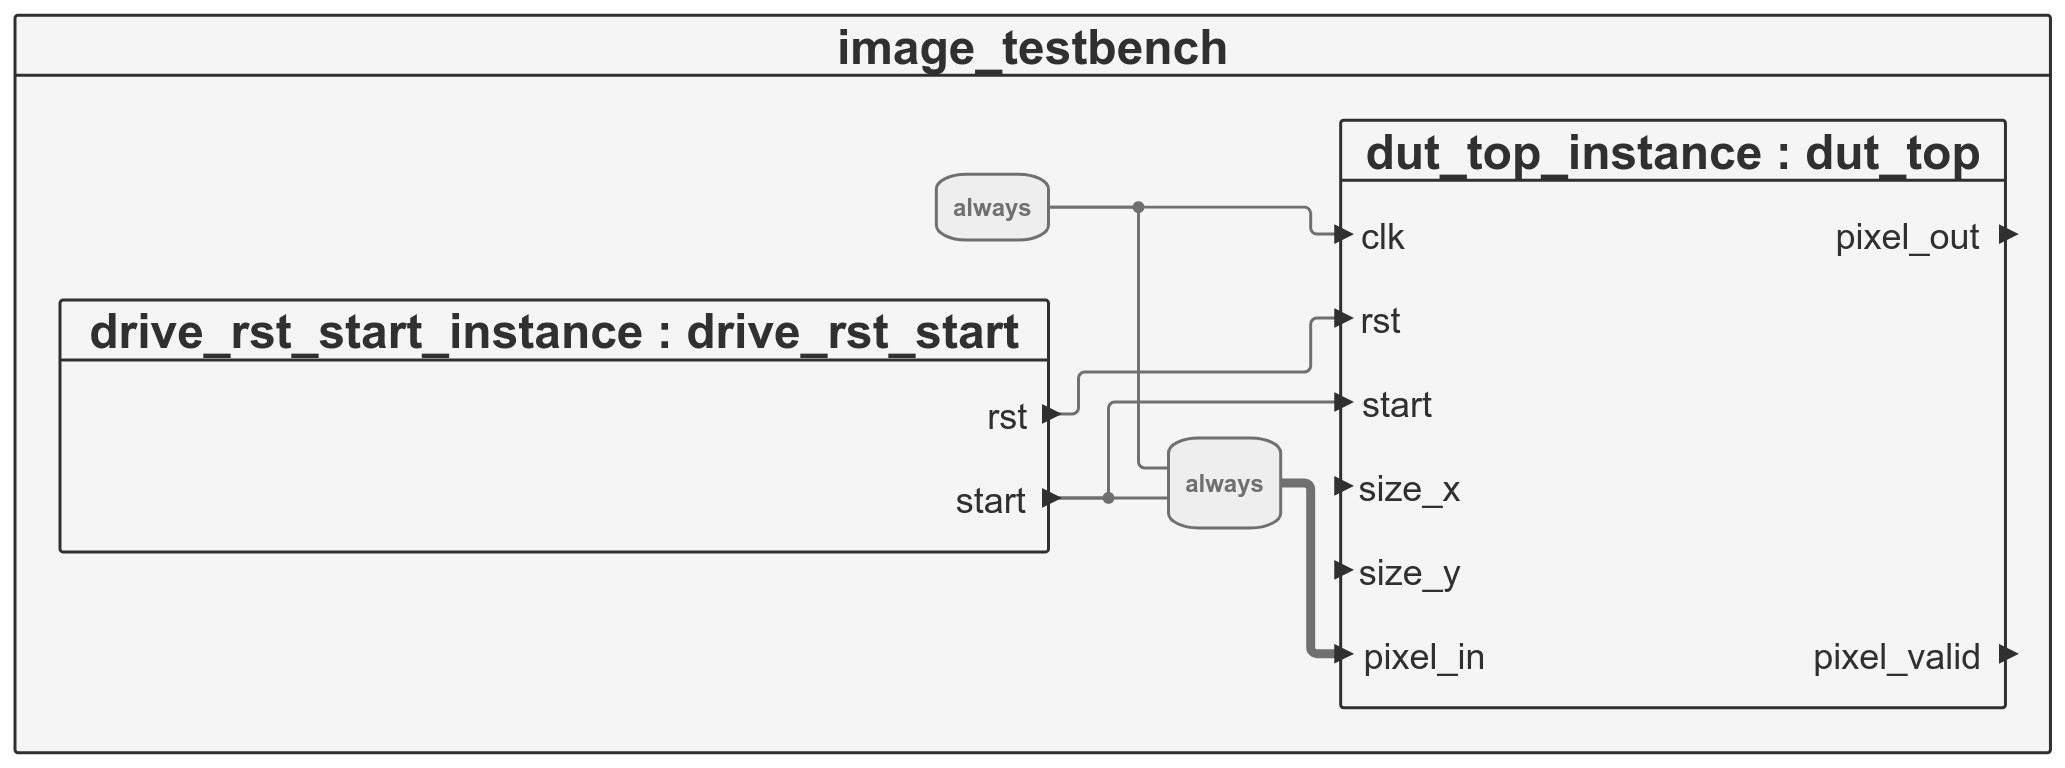 image_testbench
dut_top_instance : dut_top
always
clk
pixel_out
rst
drive_rst_start_instance : drive_rst_start
start
rst
always
size_x
start
size_y
pixel_in
pixel_valid